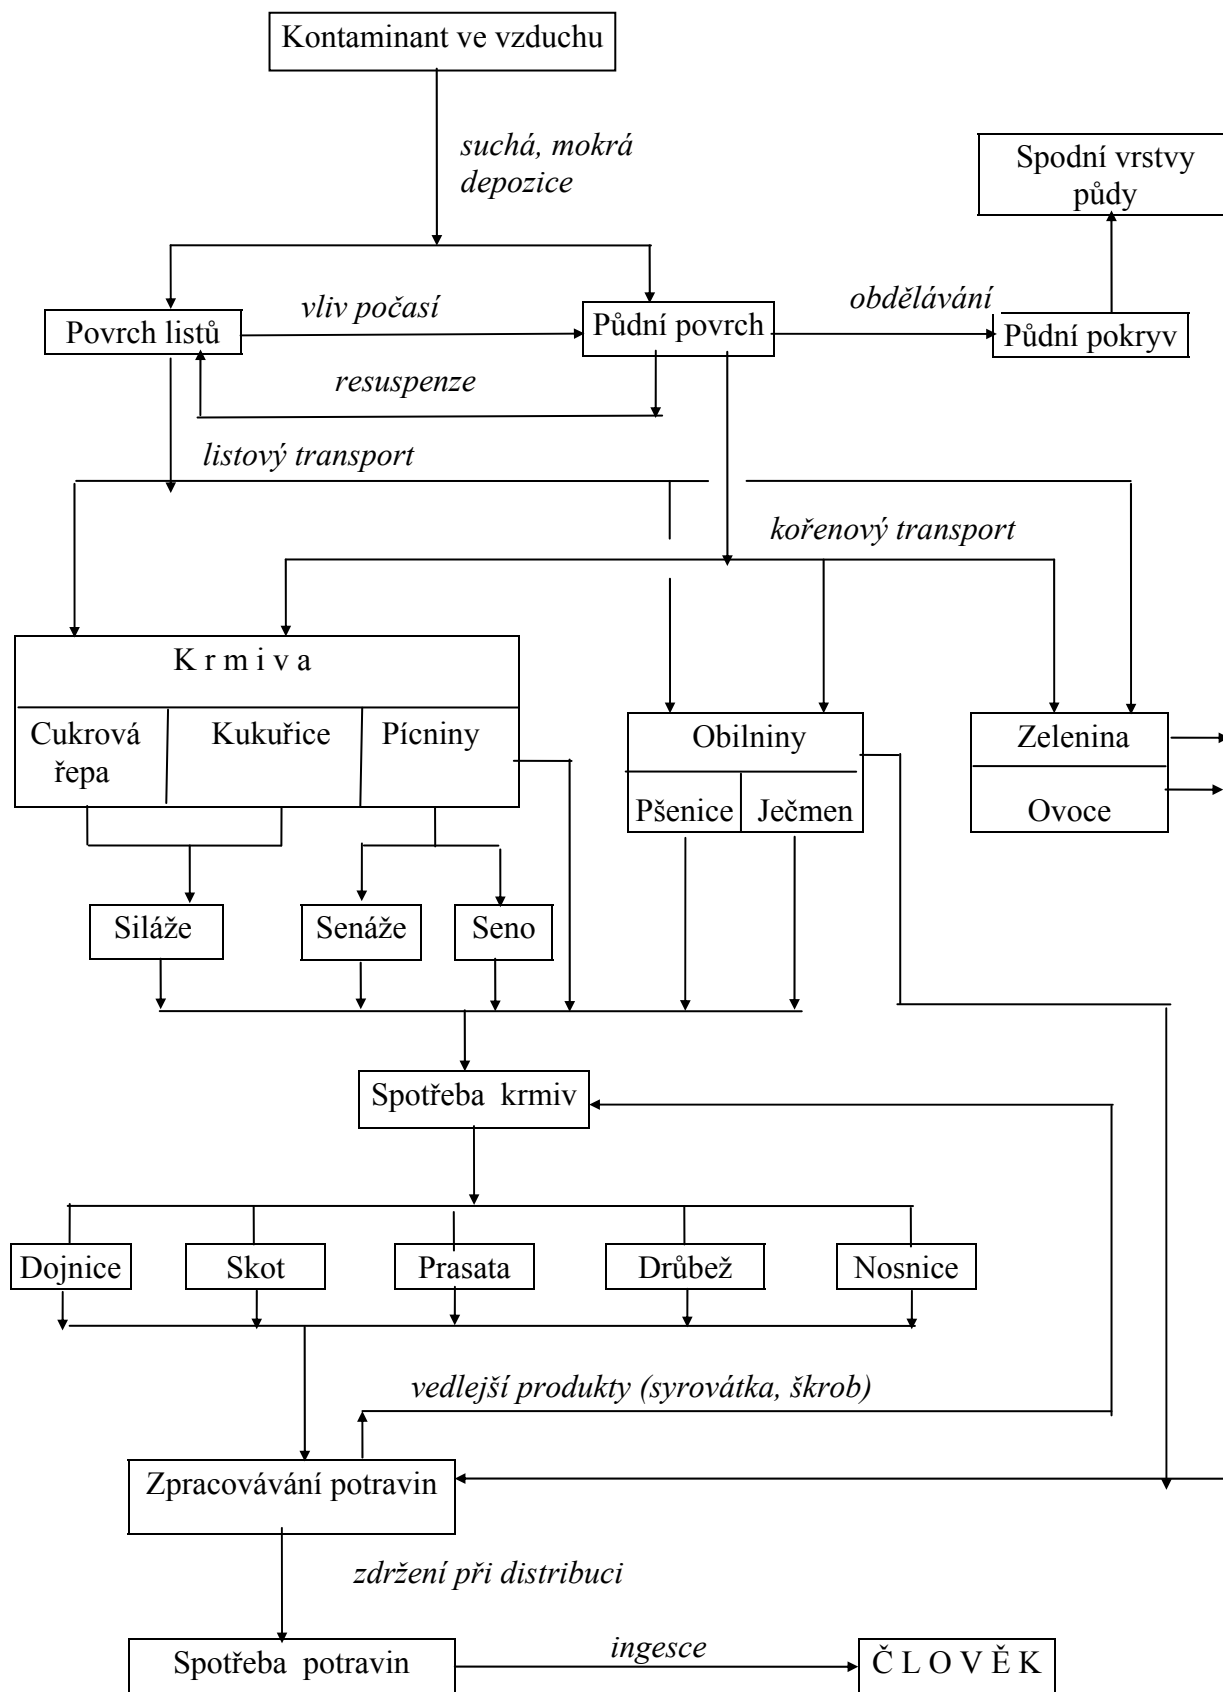 Kontaminant ve vzduchu
suchá, mokrá
depozice
Spodní vrstvy
půdy
vliv počasí
obdělávání
Povrch listů
Půdní povrch
Půdní pokryv
resuspenze
listový transport
kořenový transport
K r m i v a
Cukrová
řepa
Kukuřice
Pícniny
Obilniny
Pšenice
Ječmen
Zelenina
Ovoce
Siláže
Senáže
Seno
Spotřeba krmiv
Dojnice
Skot
Prasata
Drůbež
Nosnice
vedlejší produkty (syrovátka, škrob)
Zpracovávání potravin
zdržení při distribuci
Spotřeba potravin
ingesce
Č L O V Ě K